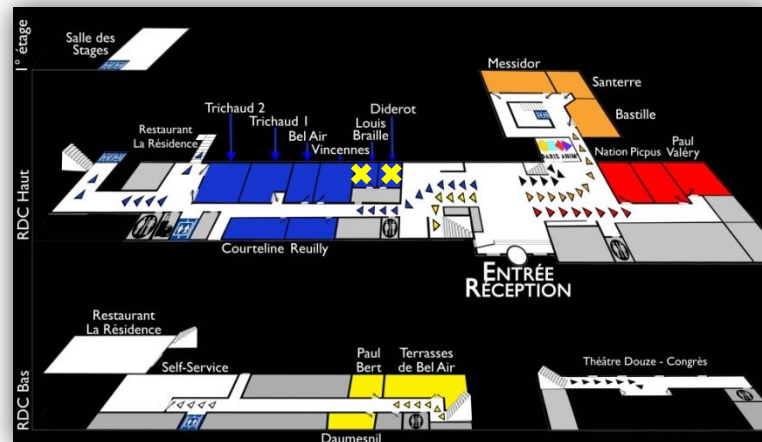 1° étage
Salle des
Stages
Messidor
Santerre
Bastille
Trichaud 2
Diderot
Trichaud 1
Louis
Braille
Bel Air
Vincennes
Restaurant
La Résidence
PARIS ANIM'
Nation Picpus
Paul
Valéry
RDC Haut
Courteline Reuilly
ENTRÉE
RÉCEPTION
Restaurant
La Résidence
Self-Service
Paul
Bert
Terrasses
de Bel Air
Théâtre Douze - Congrès
RDC Bas
Daumesnil